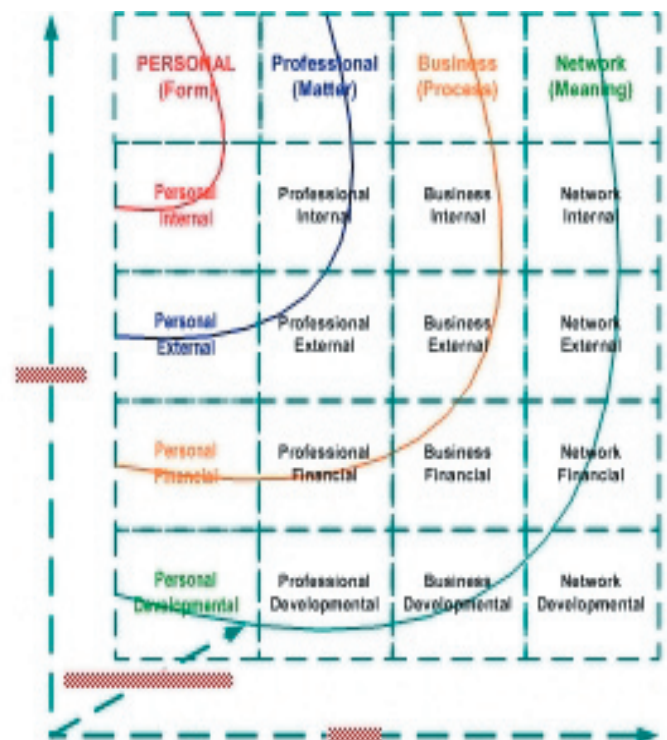 PERSONAL Professional Business Network
(Form) (Matter) (Process) (Meaning)
Personal Professional Business Network
Internal Internal Internal Internal
Personal Professional Business Network
External External External External
Personal Professional Business Network
Financial Financial Financial Financial
Personal Professional Business Network
Developmental Developmental Developmental Developmental